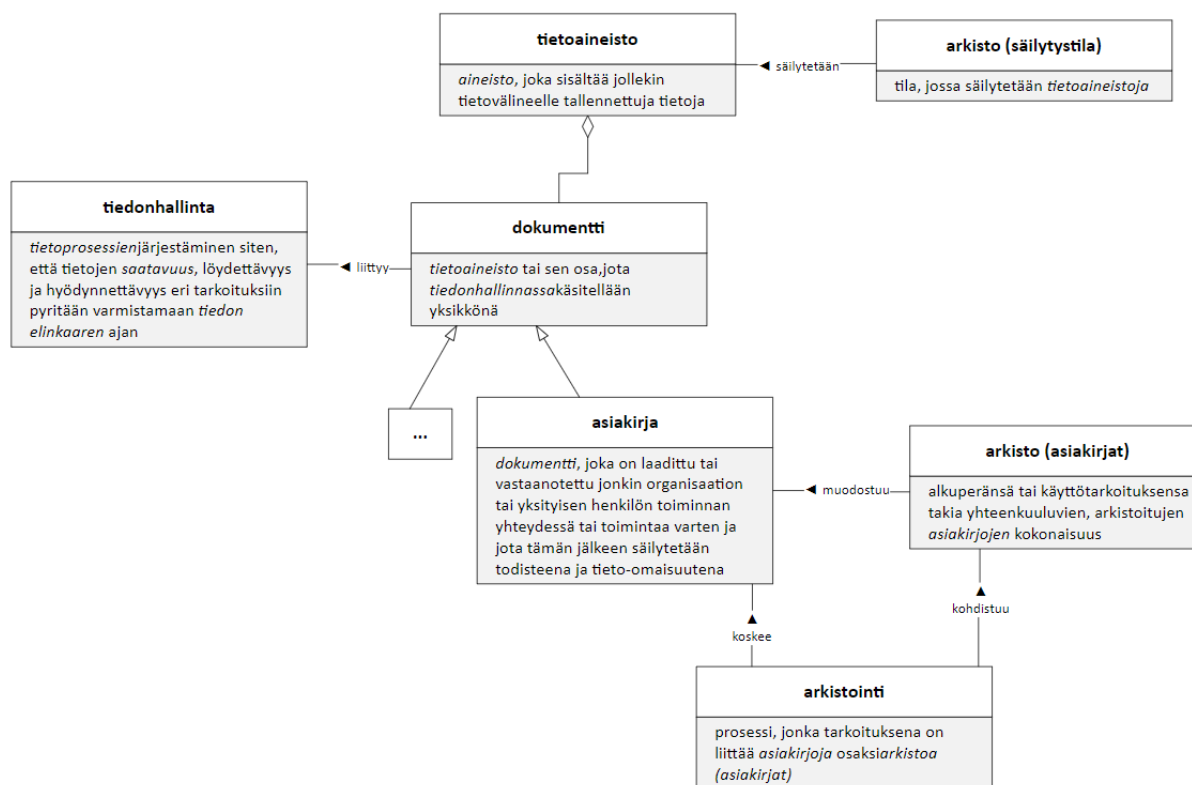 tietoaineisto
aineisto, joka sisältää jollekin
tietovälineelle tallennettuja tietoja
◄ säilytetään
arkisto (säilytystila)
tila, jossa säilytetään tietoaineistoja
tiedonhallinta
tietoprosessienjärjestäminen siten,
että tietojen saatavuus, löydettävyys
ja hyödynnettävyys eri tarkoituksiin
pyritään varmistamaan tiedon
elinkaaren ajan
◄ liittyy
dokumentti
tietoaineisto tai sen osa,jota
tiedonhallinnassakäsitellään
yksikkönä
...
asiakirja
dokumentti, joka on laadittu tai
vastaanotettu jonkin organisaation
tai yksityisen henkilön toiminnan
yhteydessä tai toimintaa varten ja
jota tämän jälkeen säilytetään
todisteena ja tieto-omaisuutena
◄ muodostuu
arkisto (asiakirjat)
alkuperänsä tai käyttötarkoituksensa
takia yhteenkuuluvien, arkistoitujen
asiakirjojen kokonaisuus
▲
koskee
▲
kohdistuu
arkistointi
prosessi, jonka tarkoituksena on
liittää asiakirjoja osaksiarkistoa
(asiakirjat)